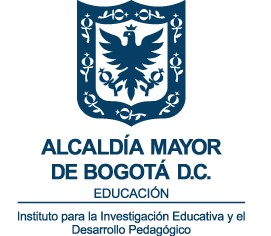 ALCALDÍA MAYOR
DE BOGOTÁ D.C.
EDUCACIÓN
Instituto para la Investigación Educativa y el
Desarrollo Pedagógico